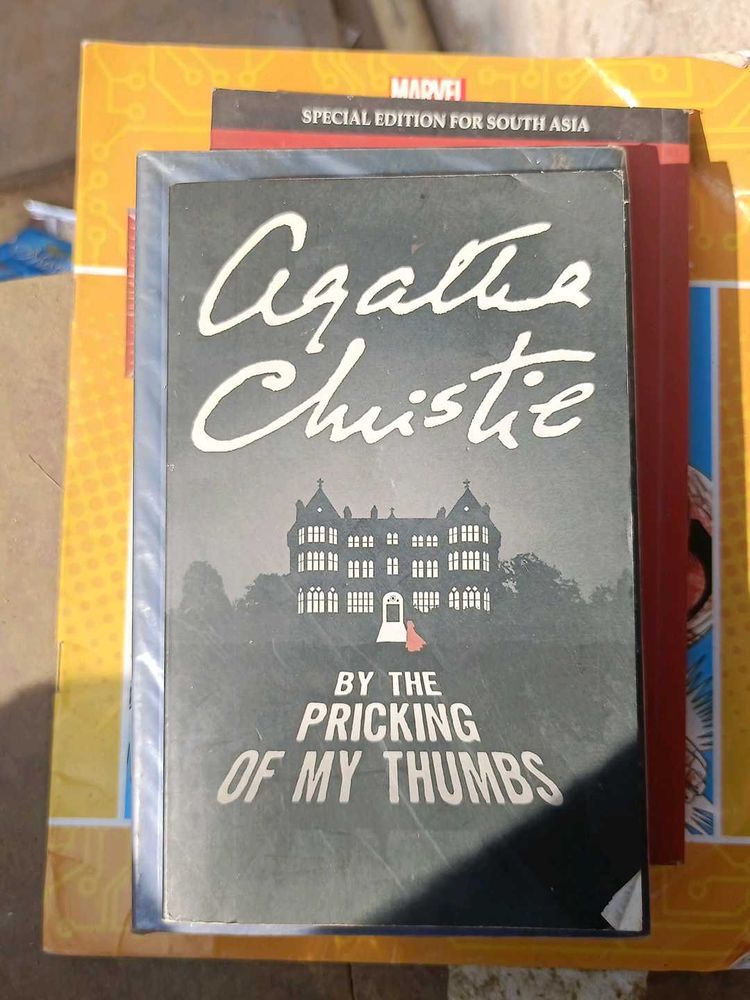 MARVEL
SPECIAL EDITION FOR SOUTH ASIA
Agatha
Christie
BY THE
PRICKING
OF MY THUMBS